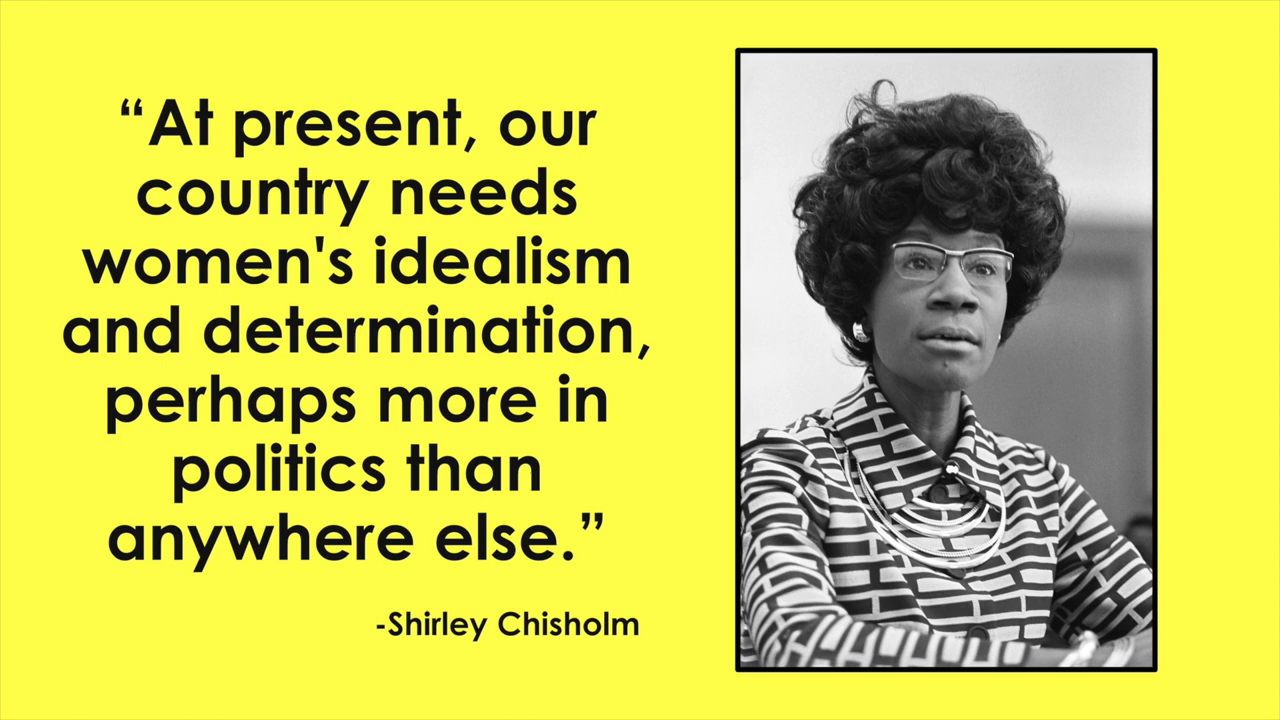 “At present, our
country needs
women's idealism
and determination,
perhaps more in
politics than
anywhere else.”
-Shirley Chisholm